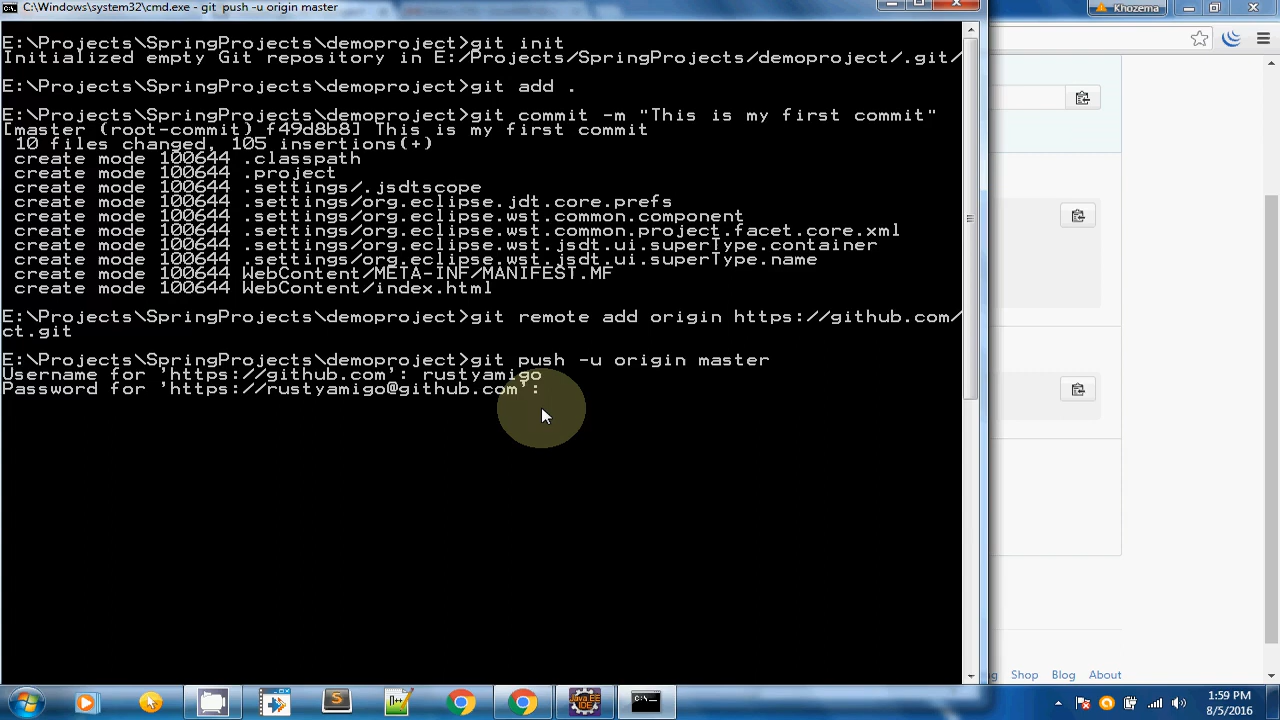 C:\Windows\system32\cmd.exe - git push -u origin master
Khozema
E:\Projects\SpringProjects\demoproject>git init
Initialized empty Git repository in E:/Projects/SpringProjects/demoproject/.git/
E:\Projects\SpringProjects\demoproject>git add .
E:\Projects\SpringProjects\demoproject>git commit -m "This is my first commit"
[master (root-commit) f49d8b8] This is my first commit
10 files changed, 105 insertions(+)
create mode 100644 .classpath
create mode 100644 .project
create mode 100644 .settings/.jsdtscope
create mode 100644 .settings/org.eclipse.jdt.core.prefs
create mode 100644 .settings/org.eclipse.wst.common.component
create mode 100644 .settings/org.eclipse.wst.common.project.facet.core.xml
create mode 100644 .settings/org.eclipse.wst.jsdt.ui.superType.container
create mode 100644 .settings/org.eclipse.wst.jsdt.ui.superType.name
create mode 100644 WebContent/META-INF/MANIFEST.MF
create mode 100644 WebContent/index.html
E:\Projects\SpringProjects\demoproject>git remote add origin https://github.com/
ct.git
E:\Projects\SpringProjects\demoproject>git push -u origin master
Username for 'https://github.com': rustyamigo
Password for 'https://rustyamigo@github.com':
Shop Blog About
Java EE
IDE
C:\.
1:59 PM
8/5/2016